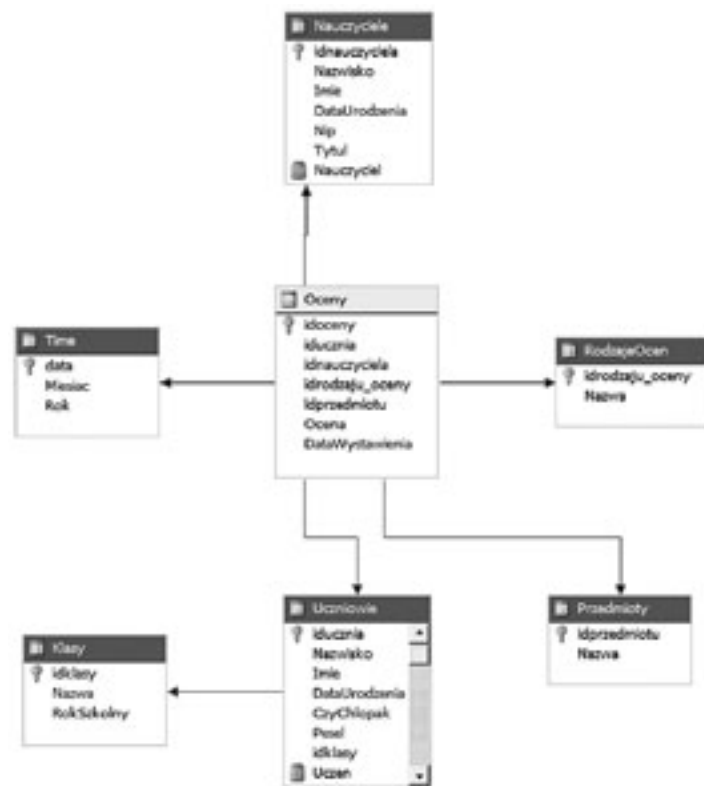 Nauczyciele
idnauczyciela
Nazwisko
Imie
DataUrodzenia
Nip
Tytul
Nauczyciel
Oceny
idoceny
iducznia
idnauczyciela
idrodzaju_oceny
idprzedmiotu
Ocena
DataWystawienia
Time
data
Miesiac
Rok
RodzajeOcen
idrodzaju_oceny
Nazwa
Uczniowie
iducznia
Nazwisko
Imie
DataUrodzenia
CzyChlopak
Pesel
idklasy
Uczen
Klasy
idklasy
Nazwa
RokSzkolny
Przedmioty
idprzedmiotu
Nazwa